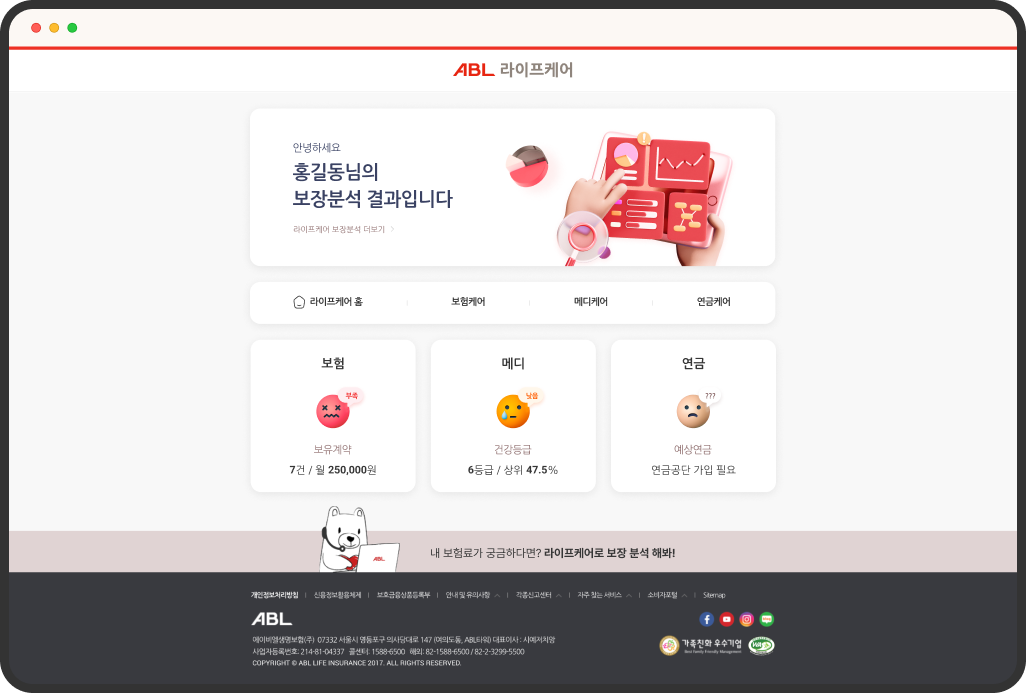 ABL 라이프케어
안녕하세요
홍길동님의
보장분석 결과입니다
라이프케어 보장분석 더보기
라이프케어 홈
보험케어
메디케어
연금케어
보험
부족
보유계약
7건 / 월 250,000원
메디
낮음
건강등급
6등급 / 상위 47.5%
연금
???
예상연금
연금공단 가입 필요
ABL
내 보험료가 궁금하다면? 라이프케어로 보장 분석 해봐!
개인정보처리방침 | 신용정보활용체제 | 보호금융상품등록부 | 안내 및 유의사항 | 각종신고센터 | 자주 찾는 서비스 | 소비자포털 | Sitemap
ABL
에이비엘생명보험(주) 07332 서울시 영등포구 의사당대로 147 (여의도동, ABL타워) 대표이사 : 시예저치앙
사업자등록번호: 214-81-04337 콜센터: 1588-6500 해외: 82-1588-6500 / 82-2-3299-5500
COPYRIGHT © ABL LIFE INSURANCE 2017. ALL RIGHTS RESERVED.
가족친화 우수기업
Best Family Friendly Management